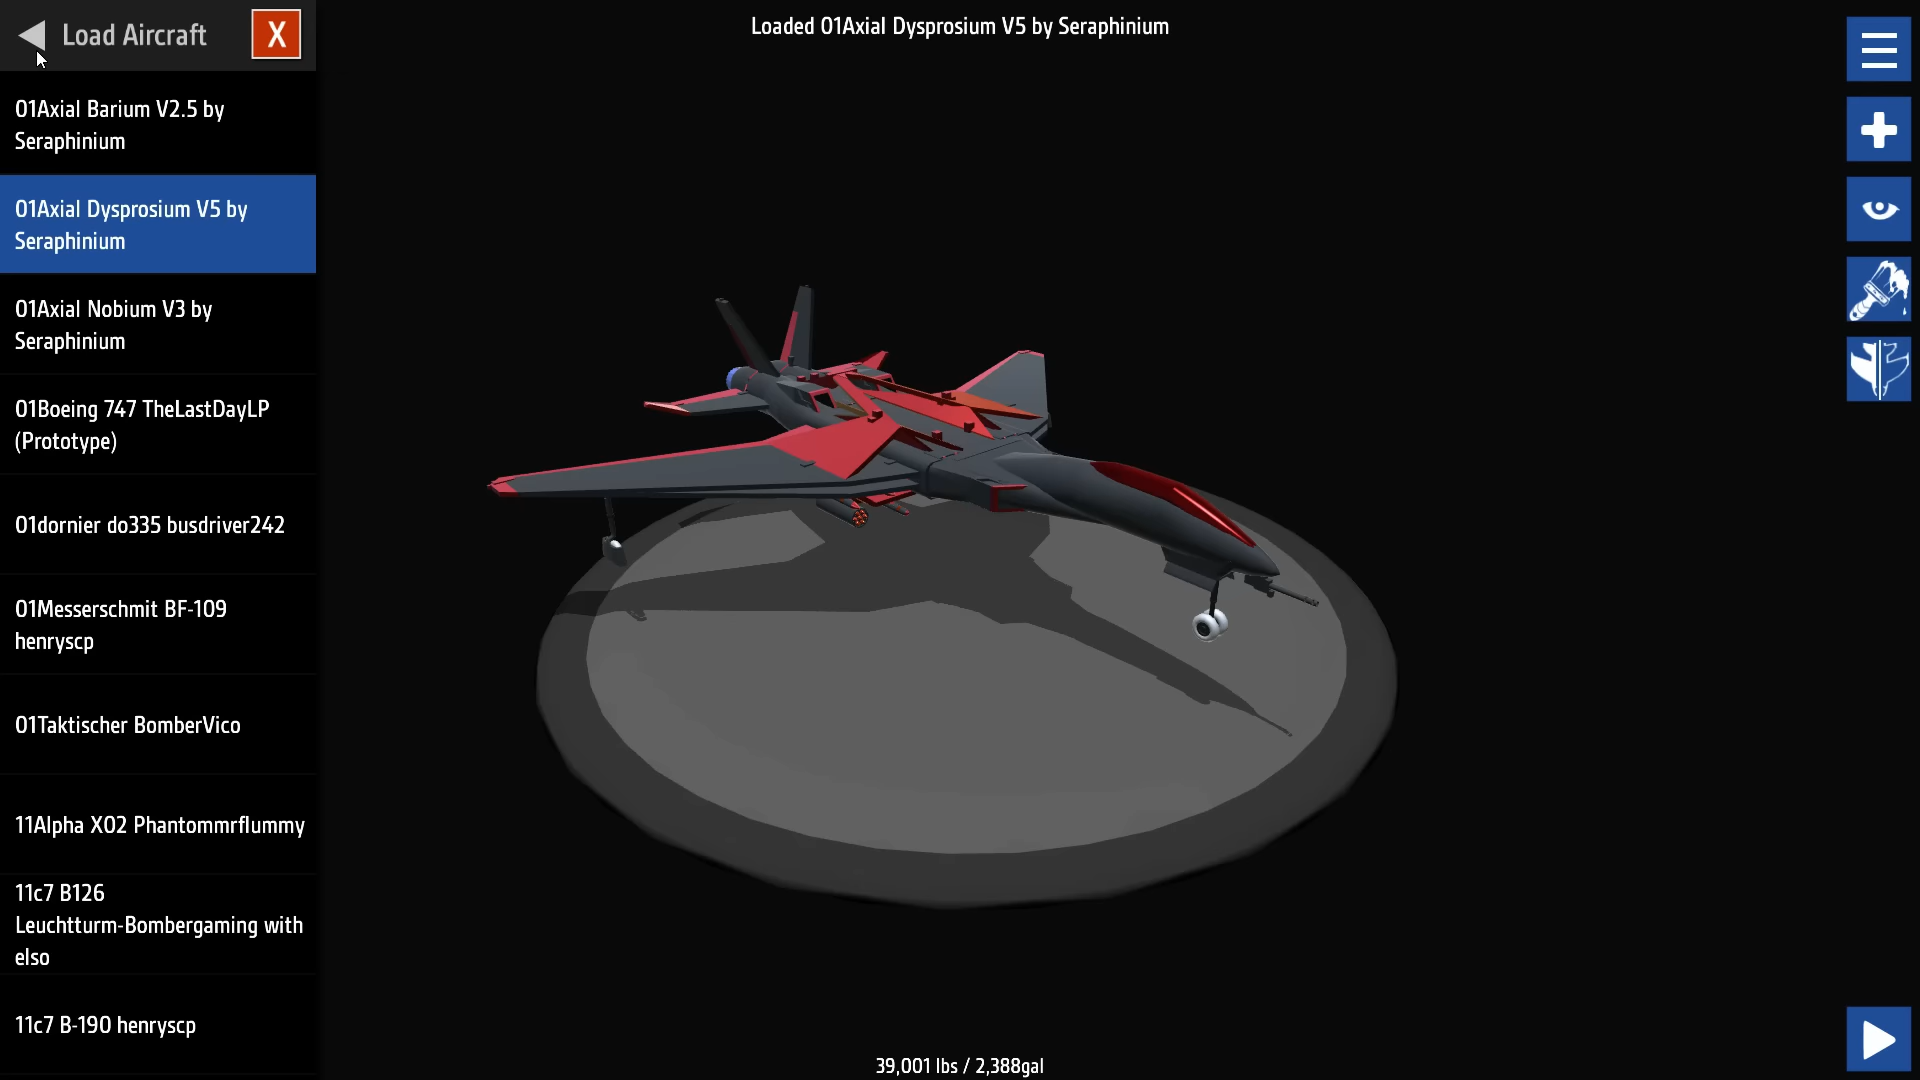 Load Aircraft
X
Loaded 01Axial Dysprosium V5 by Seraphinium
01Axial Barium V2.5 by
Seraphinium
01Axial Dysprosium V5 by
Seraphinium
01Axial Nobium V3 by
Seraphinium
01Boeing 747 TheLastDayLP
(Prototype)
01dornier do335 busdriver242
01Messerschmit BF-109
henryscp
01Taktischer BomberVico
11Alpha X02 Phantommrflummy
11c7 B126
Leuchtturm-Bombergaming with
elso
11c7 B-190 henryscp
39,001 lbs / 2,388gal